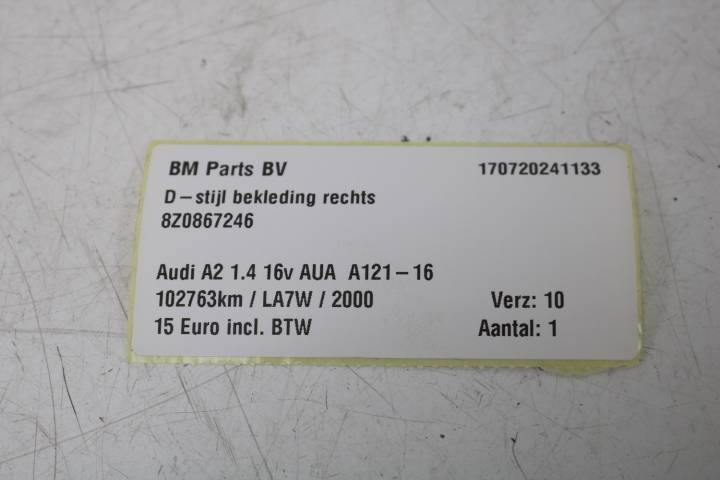 BM Parts BV 170720241133
D-stijl bekleding rechts
8Z0867246
Audi A2 1.4 16v AUA A121-16
102763km / LA7W / 2000 Verz: 10
15 Euro incl. BTW Aantal: 1